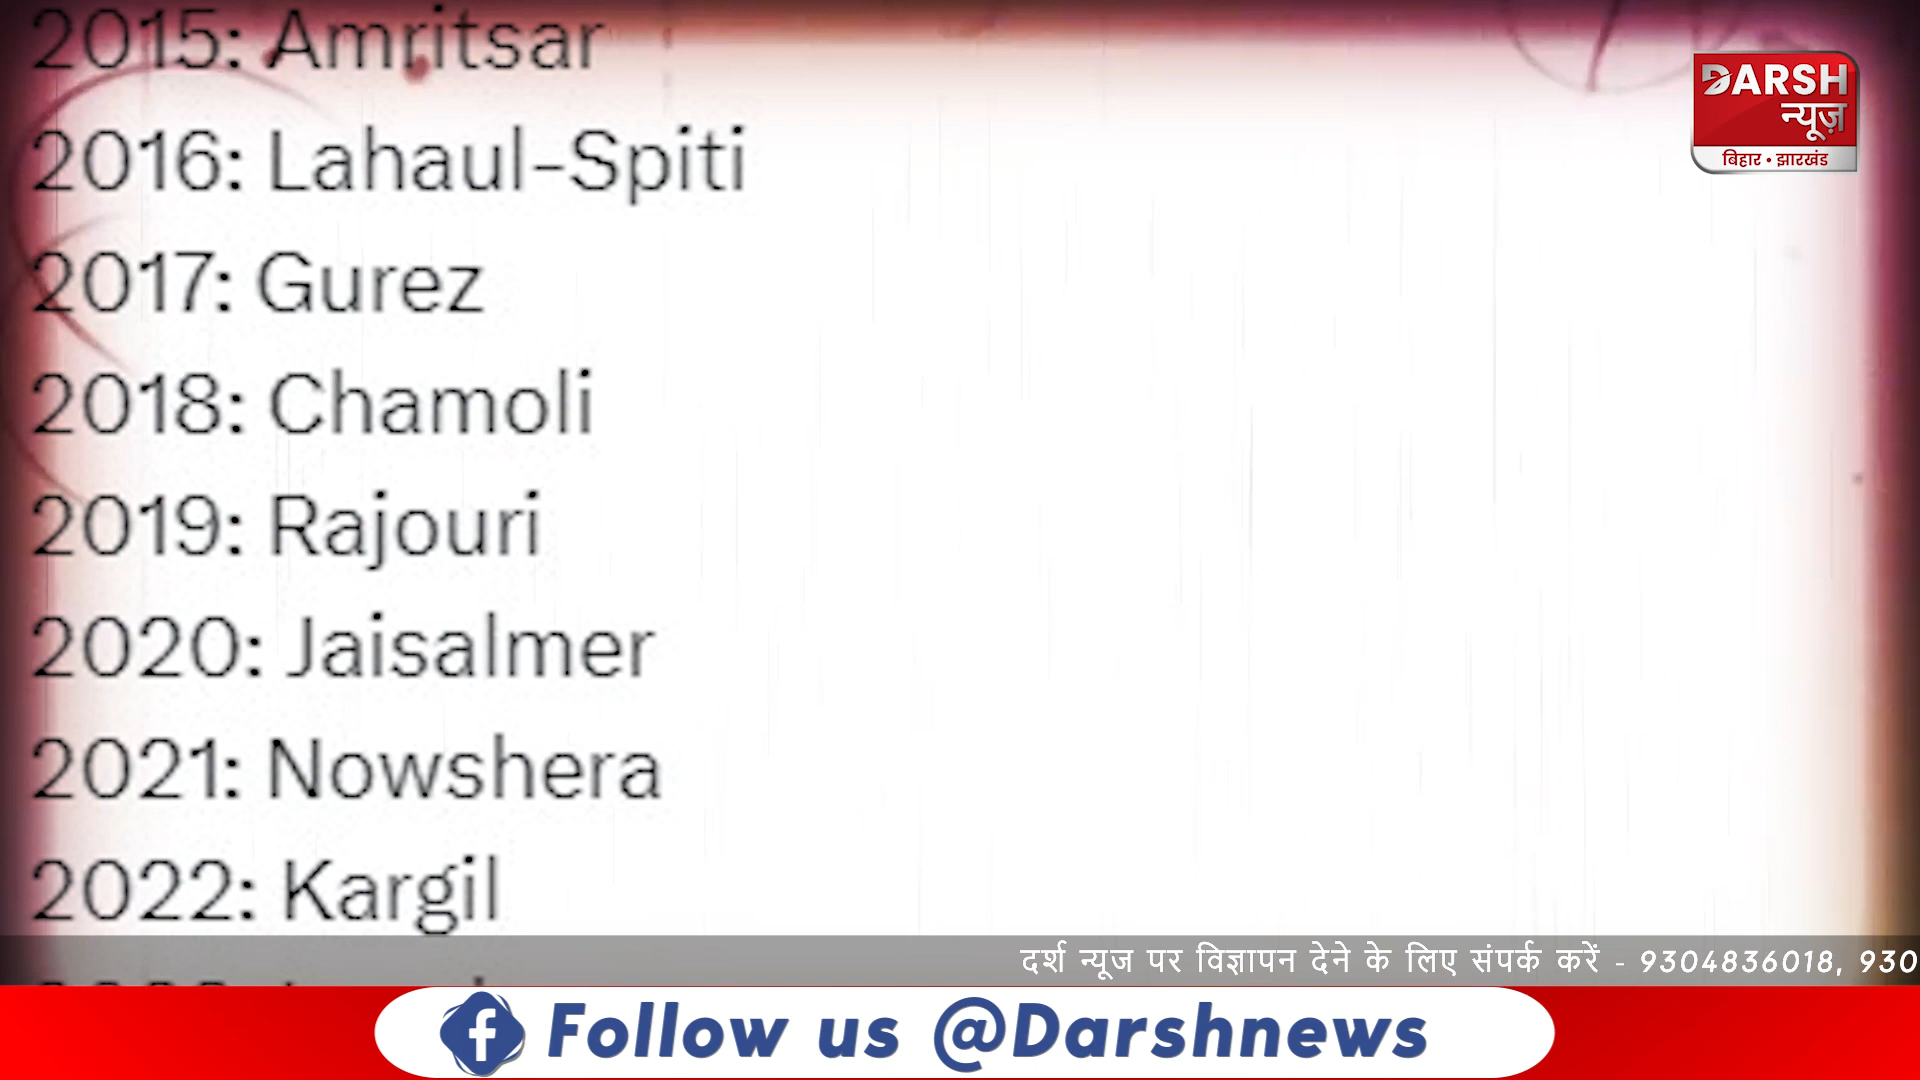 2015: Amritsar
DARSH
न्यूज़
बिहार • झारखंड
2016: Lahaul-Spiti
2017: Gurez
2018: Chamoli
2019: Rajouri
2020: Jaisalmer
2021: Nowshera
2022: Kargil
दर्श न्यूज पर विज्ञापन देने के लिए संपर्क करें - 9304836018, 930
Follow us @Darshnews